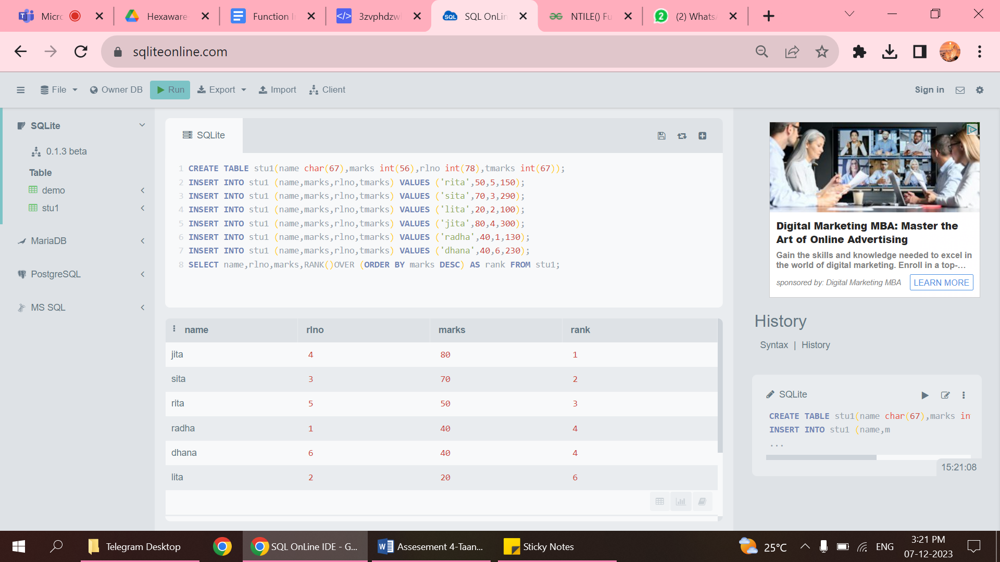 Micro
Hexaware-
Function I
3zvphdzw
SQL OnLin
NTILE() Fu
(2) WhatsA
sqliteonline.com
File
Owner DB
Run
Export
Import
Client
Sign in
SQLite
0.1.3 beta
Table
demo
stu1
MariaDB
PostgreSQL
MS SQL
SQLite
1 CREATE TABLE stu1(name char(67),marks int(56),rlno int(78),tmarks int(67));
2 INSERT INTO stu1 (name,marks,rlno,tmarks) VALUES ('rita',50,5,150);
3 INSERT INTO stu1 (name,marks,rlno,tmarks) VALUES ('sita',70,3,290);
4 INSERT INTO stu1 (name,marks,rlno,tmarks) VALUES ('lita',20,2,100);
5 INSERT INTO stu1 (name,marks,rlno,tmarks) VALUES ('jita',80,4,300);
6 INSERT INTO stu1 (name,marks,rlno,tmarks) VALUES ('radha',40,1,130);
7 INSERT INTO stu1 (name,marks,rlno,tmarks) VALUES ('dhana',40,6,230);
8 SELECT name,rlno,marks,RANK()OVER (ORDER BY marks DESC) AS rank FROM stu1;
name rlno marks rank
jita 4 80 1
sita 3 70 2
rita 5 50 3
radha 1 40 4
dhana 6 40 4
lita 2 20 6
Digital Marketing MBA: Master the
Art of Online Advertising
Gain the skills and knowledge needed to excel in
the world of digital marketing. Enroll in a top-...
sponsored by: Digital Marketing MBA
LEARN MORE
History
Syntax | History
SQLite
CREATE TABLE stu1(name char(67),marks in
INSERT INTO stu1 (name,m
...
15:21:08
Telegram Desktop
SQL OnLine IDE - G...
Assesement 4-Taan...
Sticky Notes
25°C
ENG
3:21 PM
07-12-2023